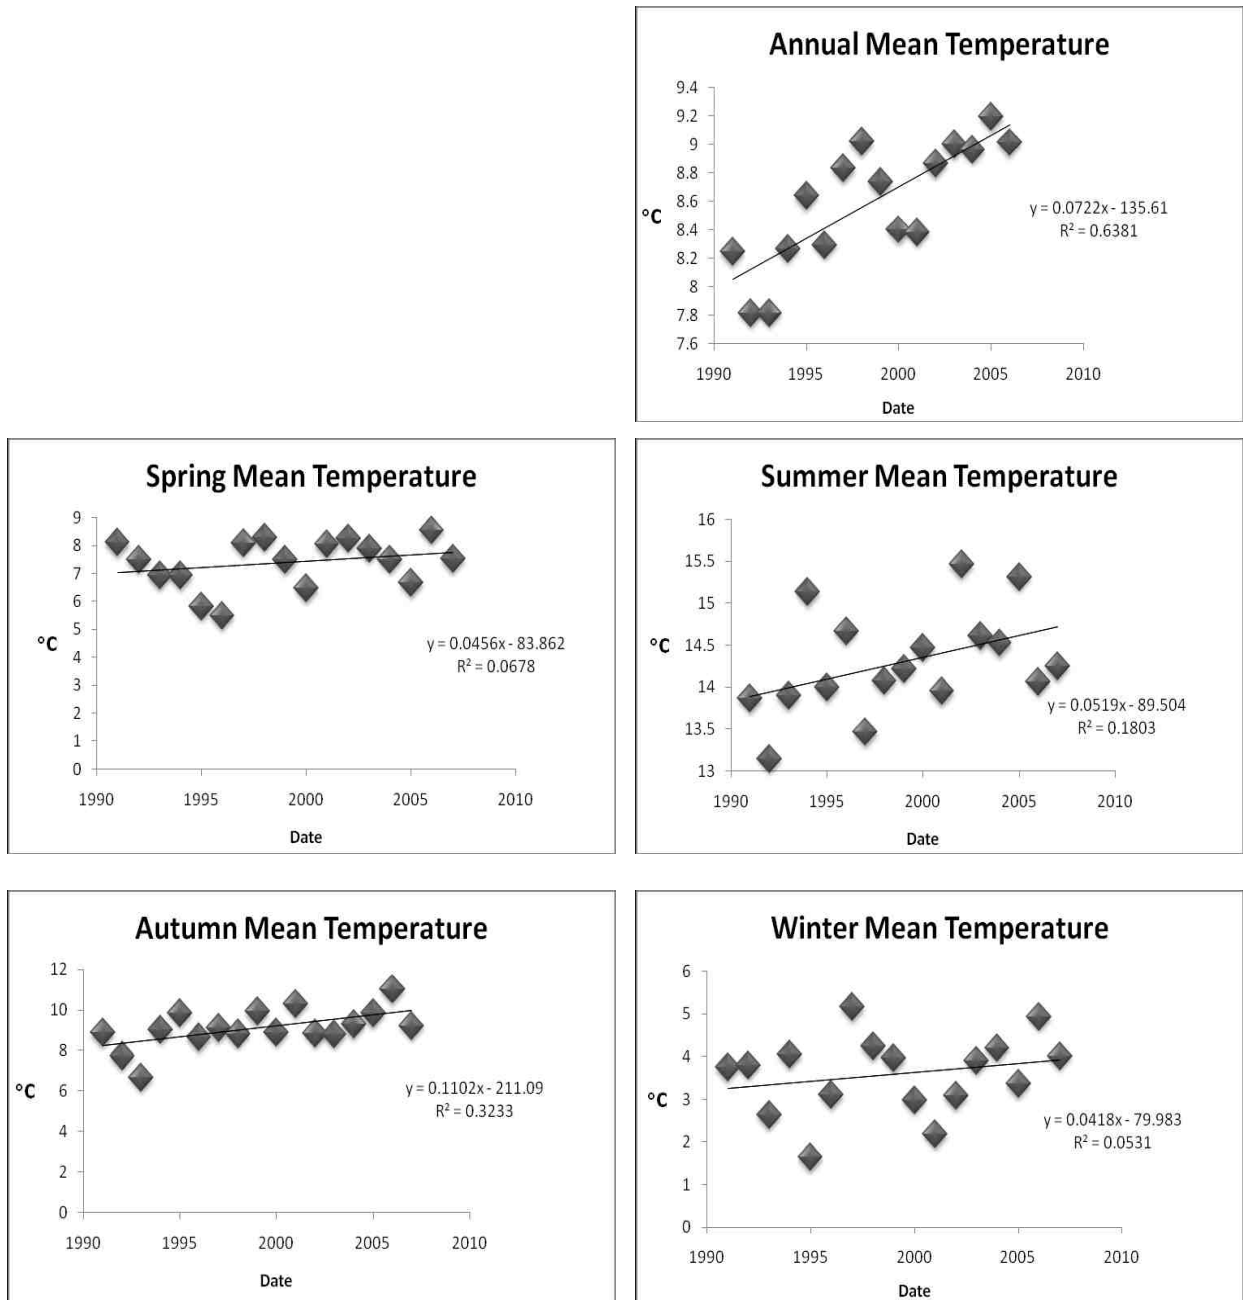 Annual Mean Temperature
9.4
9.2
9
8.8
8.6
8.4
8.2
8
7.8
7.6
°C
y = 0.0722x - 135.61
R² = 0.6381
1990 1995 2000 2005 2010
Date
Spring Mean Temperature
9
8
7
6
5
4
3
2
1
0
°C
y = 0.0456x - 83.862
R² = 0.0678
1990 1995 2000 2005 2010
Date
Summer Mean Temperature
16
15.5
15
14.5
14
13.5
13
°C
y = 0.0519x - 89.504
R² = 0.1803
1990 1995 2000 2005 2010
Date
Autumn Mean Temperature
12
10
8
6
4
2
0
°C
y = 0.1102x - 211.09
R² = 0.3233
1990 1995 2000 2005 2010
Date
Winter Mean Temperature
6
5
4
3
2
1
0
°C
y = 0.0418x - 79.983
R² = 0.0531
1990 1995 2000 2005 2010
Date